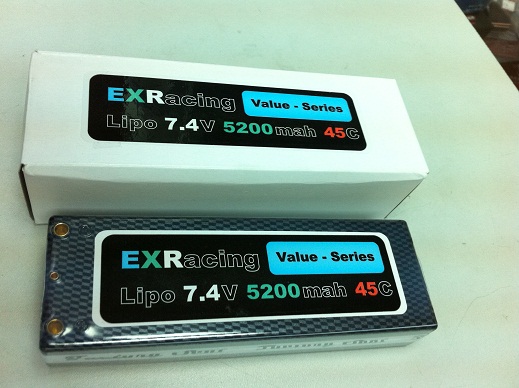 EXRacing Value - Series
Lipo 7.4V 5200mah 45C
EXRacing Value - Series
Lipo 7.4V 5200mah 45C